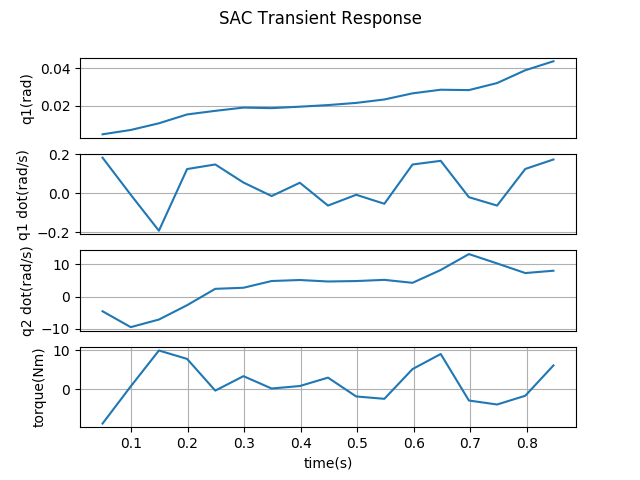 SAC Transient Response
q1(rad)
0.04
0.02
q1 dot(rad/s)
0.2
0.0
−0.2
q2 dot(rad/s)
10
0
−10
torque(Nm)
10
0
0.1 0.2 0.3 0.4 0.5 0.6 0.7 0.8
time(s)